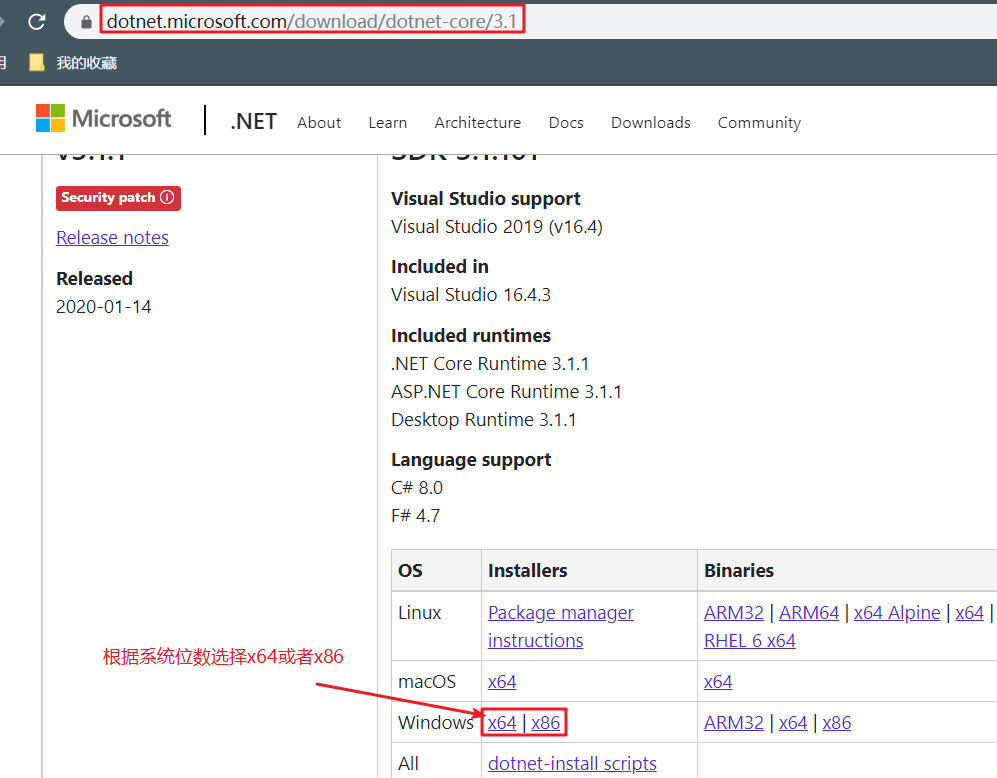 dotnet.microsoft.com/download/dotnet-core/3.1
我的收藏
Microsoft .NET About Learn Architecture Docs Downloads Community
Security patch
Release notes
Released
2020-01-14
Visual Studio support
Visual Studio 2019 (v16.4)
Included in
Visual Studio 16.4.3
Included runtimes
.NET Core Runtime 3.1.1
ASP.NET Core Runtime 3.1.1
Desktop Runtime 3.1.1
Language support
C# 8.0
F# 4.7
OS Installers Binaries
Linux Package manager instructions ARM32 | ARM64 | x64 Alpine | x64 |
RHEL 6 x64
根据系统位数选择x64或者x86
macOS x64 x64
Windows x64 | x86 ARM32 | x64 | x86
All dotnet-install scripts